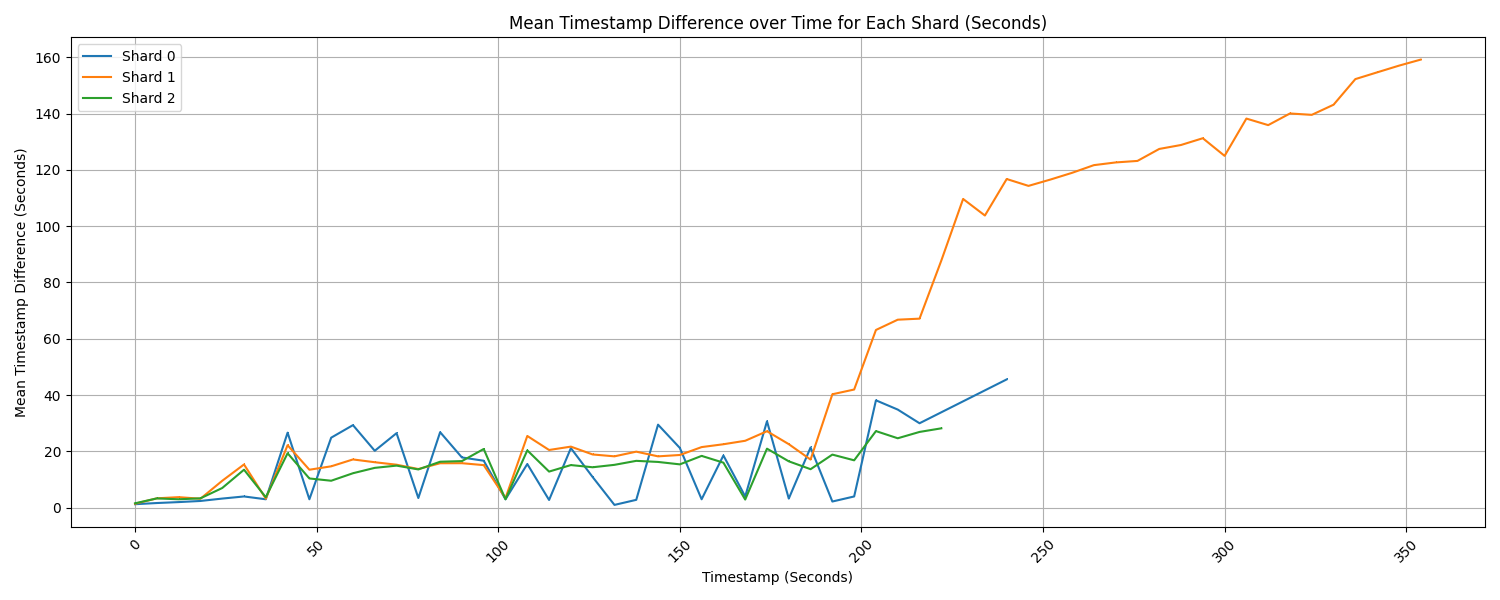 Mean Timestamp Difference over Time for Each Shard (Seconds)
Shard 0
Shard 1
Shard 2
Mean Timestamp Difference (Seconds)
160
140
120
100
80
60
40
20
0
0 50 100 150 200 250 300 350
Timestamp (Seconds)